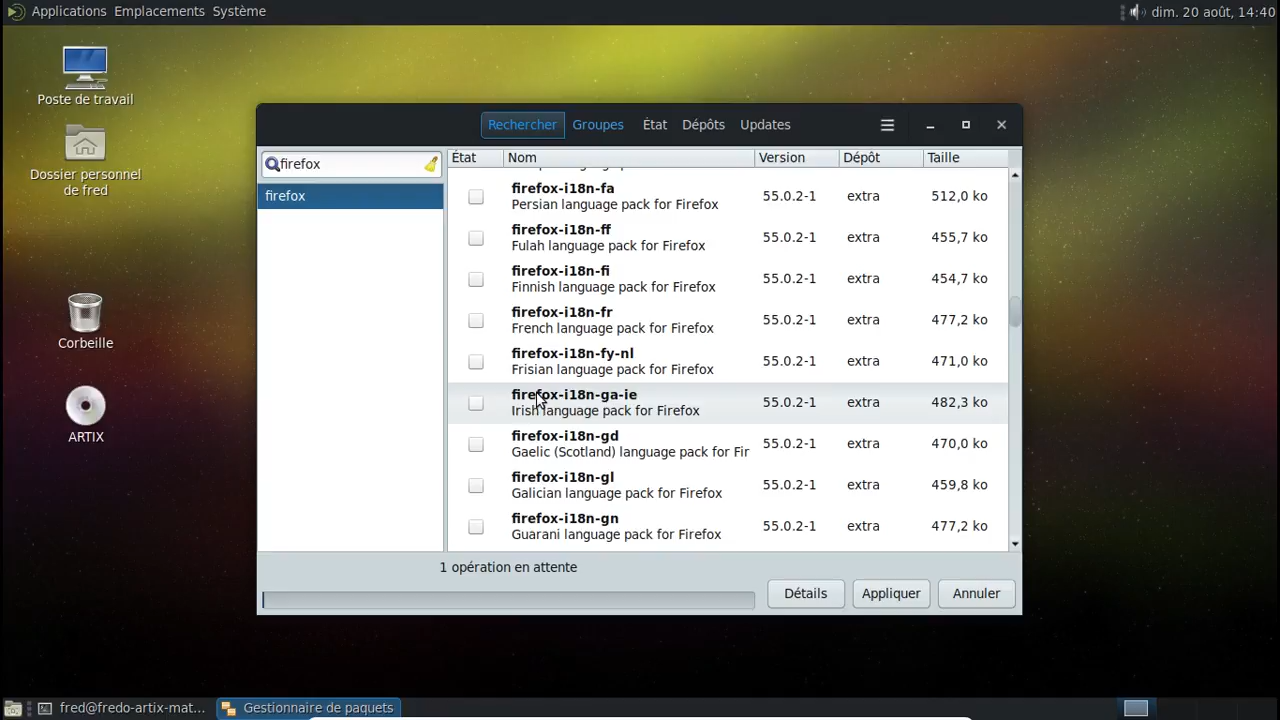 Applications Emplacements Système
dim. 20 août, 14:40
Poste de travail
Dossier personnel
de fred
Corbeille
ARTIX
Rechercher Groupes État Dépôts Updates
firefox
firefox
État Nom Version Dépôt Taille
firefox-i18n-fa 55.0.2-1 extra 512,0 ko
Persian language pack for Firefox
firefox-i18n-ff 55.0.2-1 extra 455,7 ko
Fulah language pack for Firefox
firefox-i18n-fi 55.0.2-1 extra 454,7 ko
Finnish language pack for Firefox
firefox-i18n-fr 55.0.2-1 extra 477,2 ko
French language pack for Firefox
firefox-i18n-fy-nl 55.0.2-1 extra 471,0 ko
Frisian language pack for Firefox
firefox-i18n-ga-ie 55.0.2-1 extra 482,3 ko
Irish language pack for Firefox
firefox-i18n-gd 55.0.2-1 extra 470,0 ko
Gaelic (Scotland) language pack for Fir
firefox-i18n-gl 55.0.2-1 extra 459,8 ko
Galician language pack for Firefox
firefox-i18n-gn 55.0.2-1 extra 477,2 ko
Guarani language pack for Firefox
1 opération en attente
Détails Appliquer Annuler
fred@fredo-artix-mat... Gestionnaire de paquets